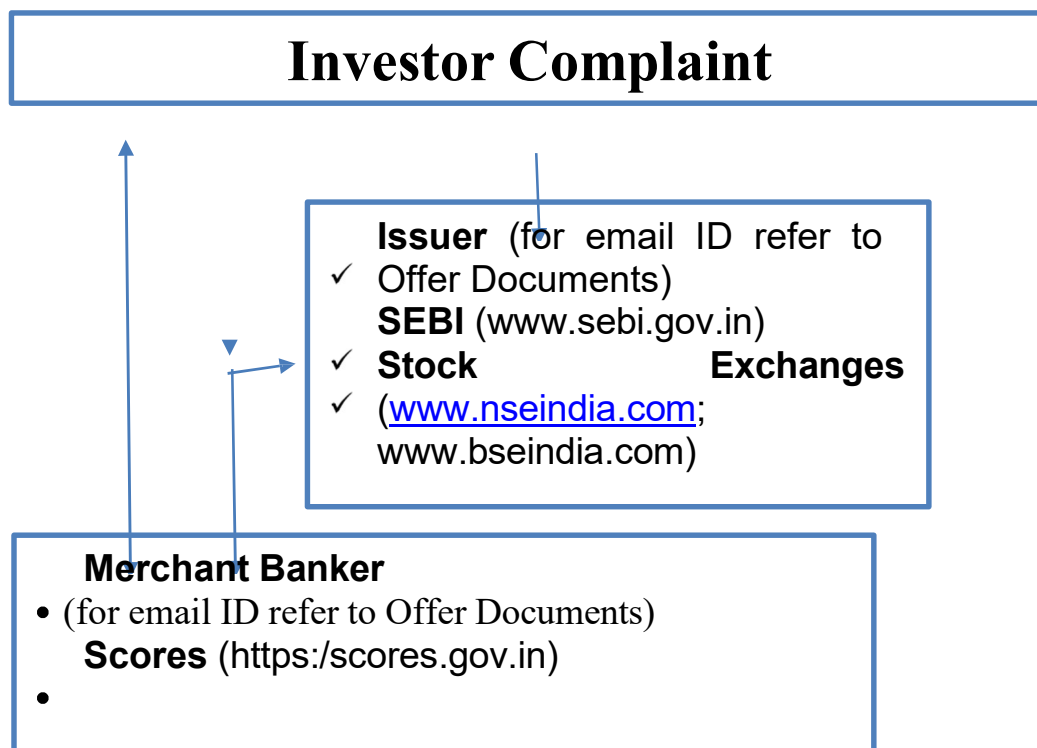 Investor Complaint
Issuer (for email ID refer to
✓ Offer Documents)
SEBI (www.sebi.gov.in)
✓ Stock Exchanges
✓ (www.nseindia.com;
www.bseindia.com)
Merchant Banker
• (for email ID refer to Offer Documents)
Scores (https:/scores.gov.in)
•